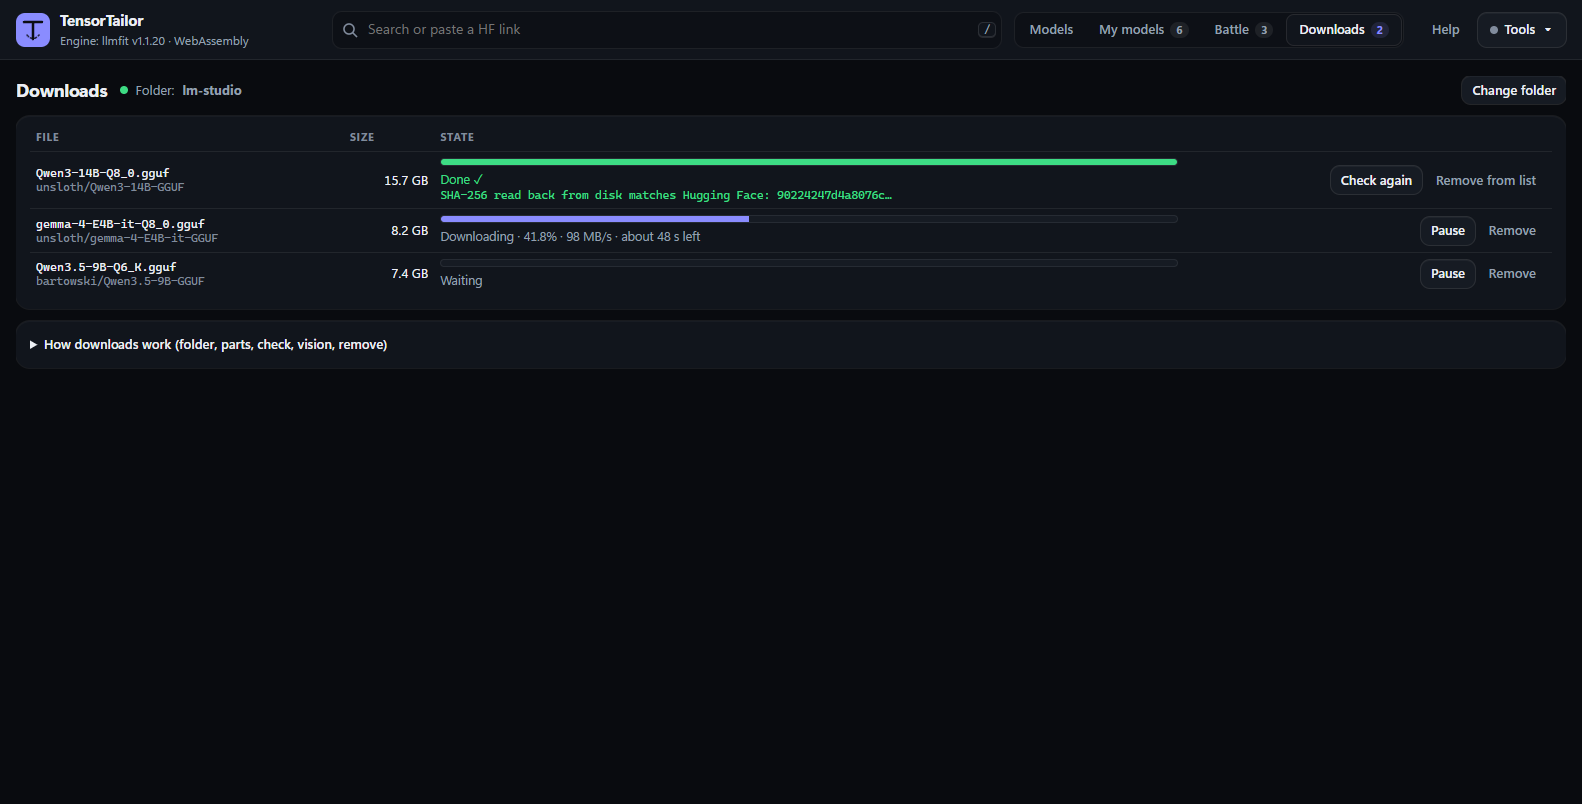 TensorTailor
Engine: llmfit v1.1.20 · WebAssembly
Search or paste a HF link
/
Models
My models 6
Battle 3
Downloads 2
Help
Tools
Downloads
Folder: lm-studio
Change folder
FILE SIZE STATE
Qwen3-14B-Q8_0.gguf
unsloth/Qwen3-14B-GGUF
15.7 GB
Done ✓
SHA-256 read back from disk matches Hugging Face: 90224247d4a8076c…
Check again
Remove from list
gemma-4-E4B-it-Q8_0.gguf
unsloth/gemma-4-E4B-it-GGUF
8.2 GB
Downloading · 41.8% · 98 MB/s · about 48 s left
Pause
Remove
Qwen3.5-9B-Q6_K.gguf
bartowski/Qwen3.5-9B-GGUF
7.4 GB
Waiting
Pause
Remove
How downloads work (folder, parts, check, vision, remove)